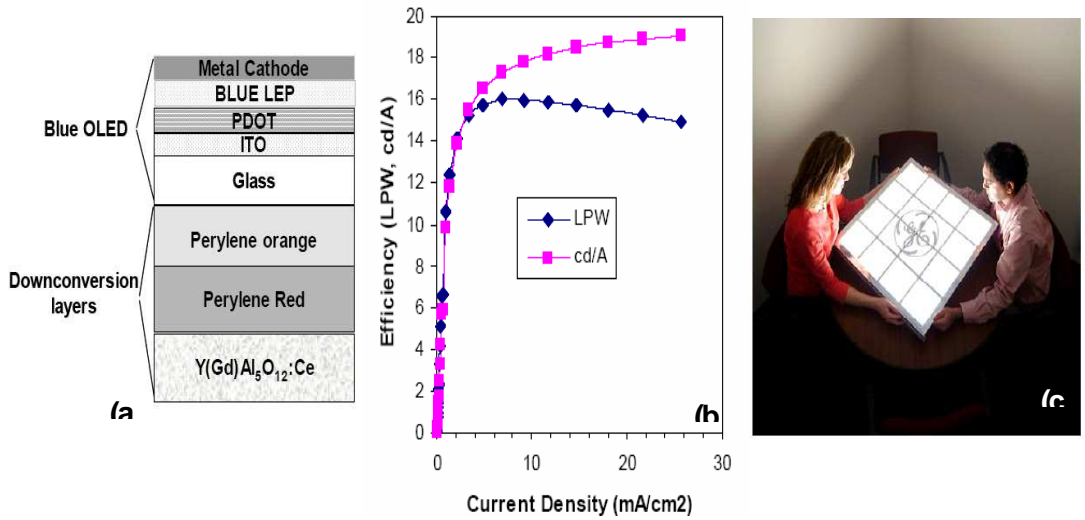 Metal Cathode
BLUE LEP
PDOT
ITO
Glass
Blue OLED
Perylene orange
Perylene Red
Y(Gd)Al5O12:Ce
Downconversion
layers
(a
Efficiency (LPW, cd/A)
20
18
16
14
12
10
8
6
4
2
0
0
10
20
30
Current Density (mA/cm2)
LPW
cd/A
(b
(c